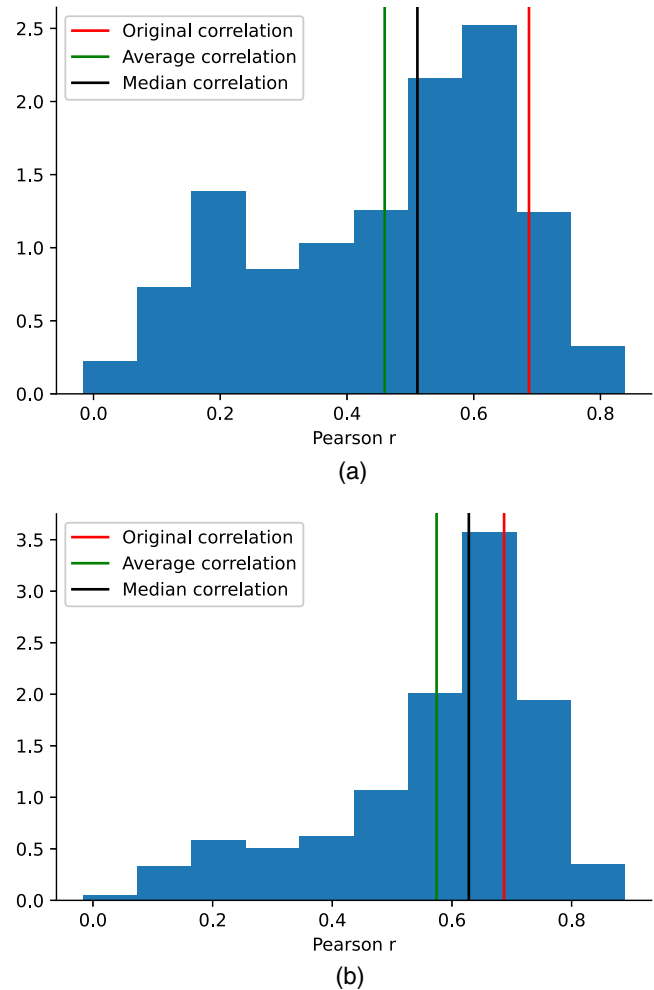 2.5
2.0
1.5
1.0
0.5
0.0
Original correlation
Average correlation
Median correlation
0.0 0.2 0.4 0.6 0.8
Pearson r
(a)
3.5
3.0
2.5
2.0
1.5
1.0
0.5
0.0
Original correlation
Average correlation
Median correlation
0.0 0.2 0.4 0.6 0.8
Pearson r
(b)